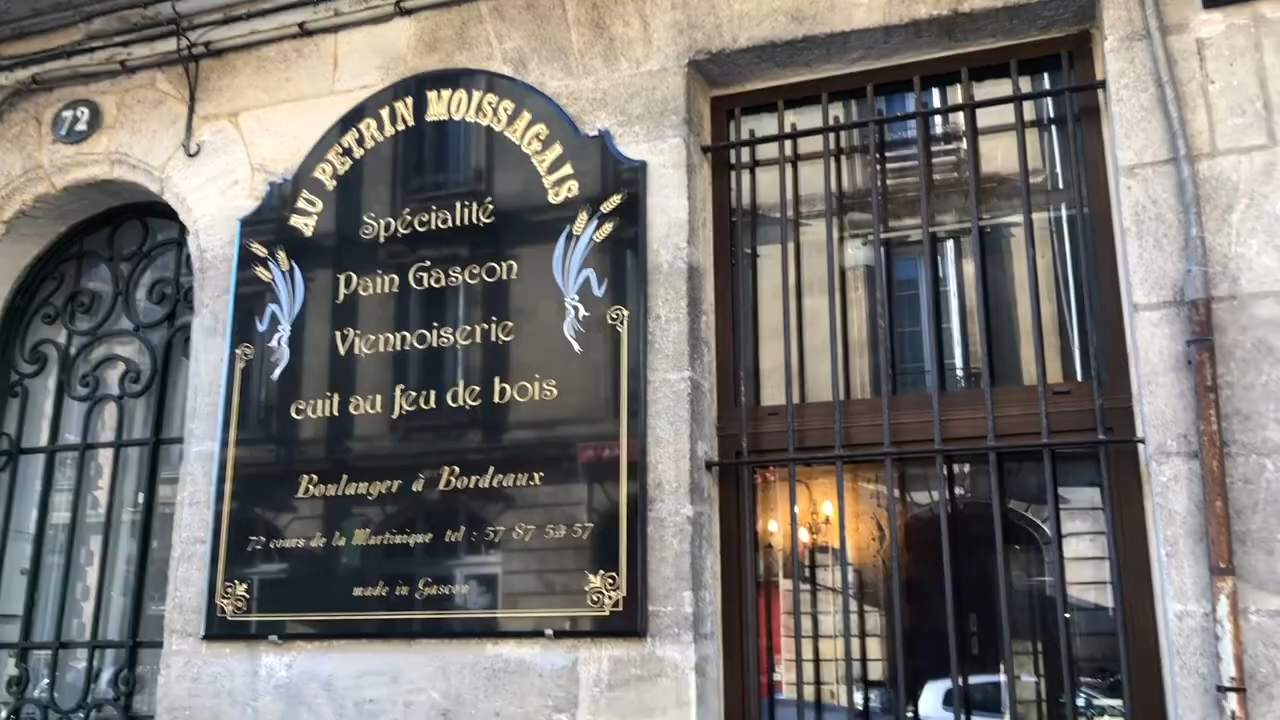 72
AU PETRIN MOISSAGAIS
Spécialité
Pain Gascon
Viennoiserie
cuit au feu de bois
Boulanger à Bordeaux
72 cours de la Martinique tel : 57 87 58 57
made in Gascon